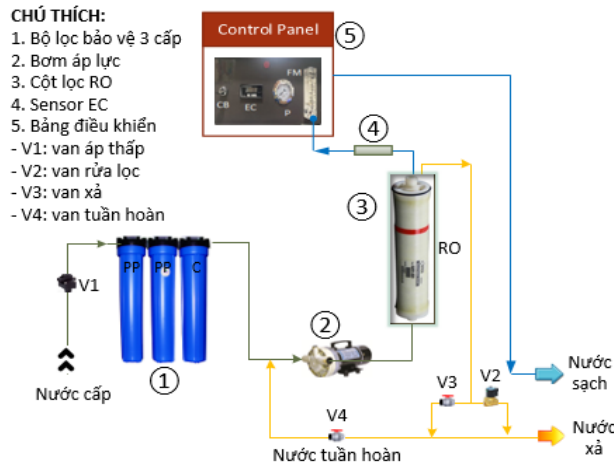 CHÚ THÍCH:
1. Bộ lọc bảo vệ 3 cấp
2. Bơm áp lực
3. Cột lọc RO
4. Sensor EC
5. Bảng điều khiển
- V1: van áp thấp
- V2: van rửa lọc
- V3: van xả
- V4: van tuần hoàn
Control Panel
5
FM
CB
EC
P
4
3
RO
PP
PP
C
V1
2
1
Nước cấp
V3
V2
Nước
sạch
V4
Nước tuần hoàn
Nước
xả